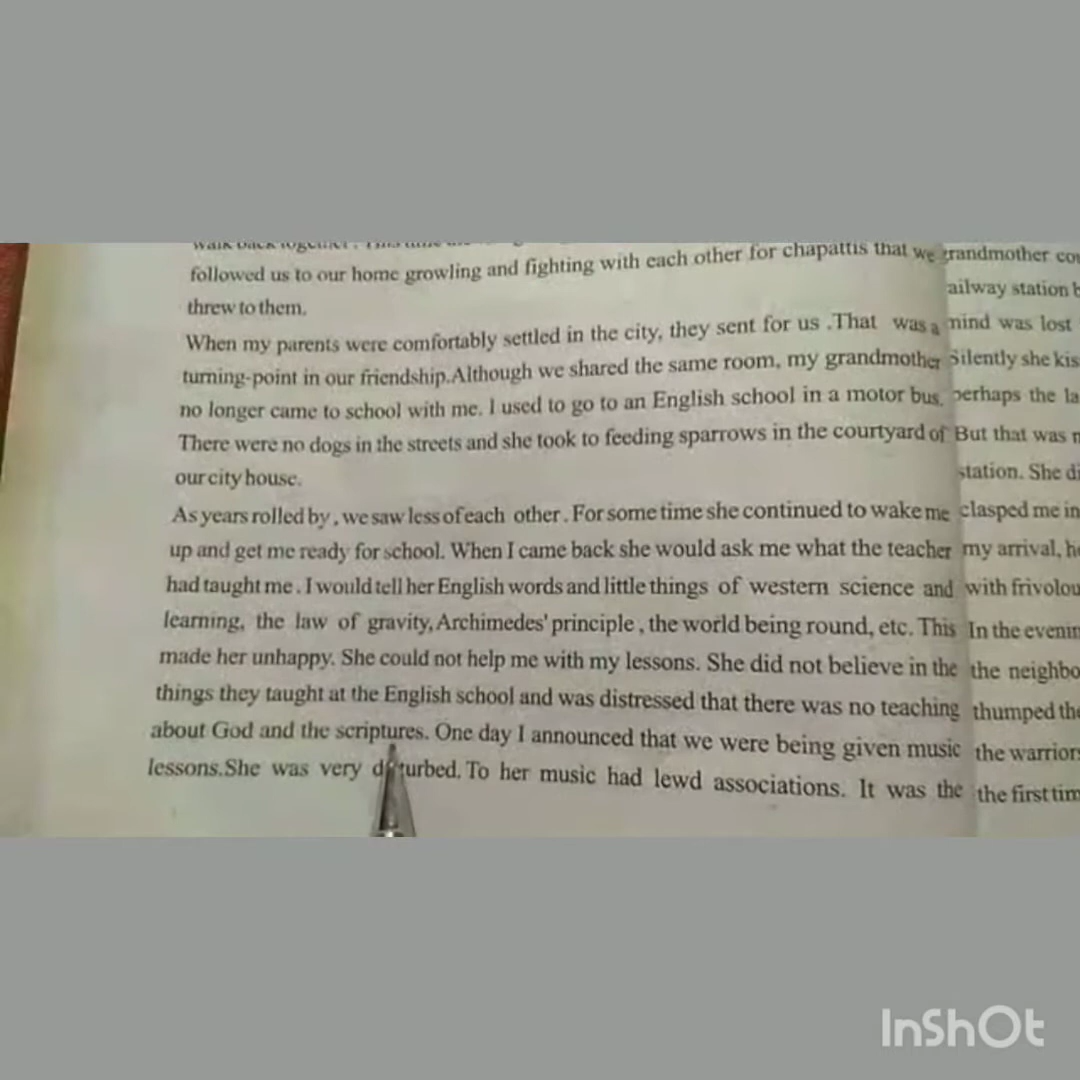 followed us to our home growling and fighting with each other for chapattis that we
threw to them.
When my parents were comfortably settled in the city, they sent for us .That was a
turning-point in our friendship.Although we shared the same room, my grandmother
no longer came to school with me. I used to go to an English school in a motor bus.
There were no dogs in the streets and she took to feeding sparrows in the courtyard of
our city house.
As years rolled by, we saw less of each other. For some time she continued to wake me
up and get me ready for school. When I came back she would ask me what the teacher
had taught me. I would tell her English words and little things of western science and
learning, the law of gravity, Archimedes' principle, the world being round, etc. This
made her unhappy. She could not help me with my lessons. She did not believe in the
things they taught at the English school and was distressed that there was no teaching
about God and the scriptures. One day I announced that we were being given music
lessons.She was very disturbed. To her music had lewd associations. It was the
grandmother
railway station
mind was lost
Silently she
perhaps the
But that was
station. She
clasped me in
my arrival,
with
In the
the
thumped
the
the first
InShOt